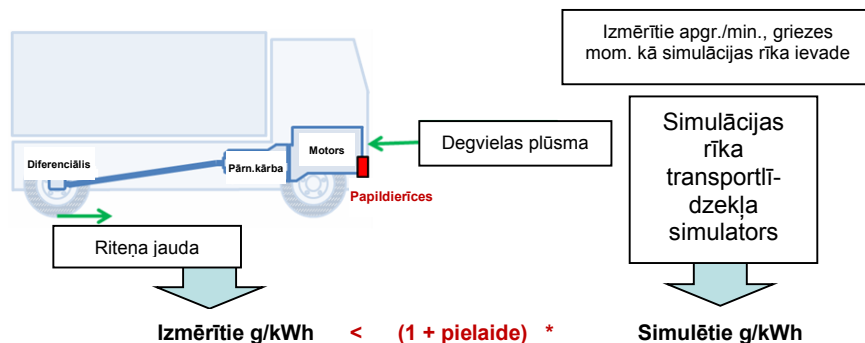 Izmērītie apgr./min., griezes
mom. kā simulācijas rīka ievade
Diferenciālis
Pārn.kārba
Motors
Papildierīces
Degvielas plūsma
Simulācijas
rīka
transportlī-
dzekļa
simulators
Riteņa jauda
Izmērītie g/kWh < (1 + pielaide) * Simulētie g/kWh